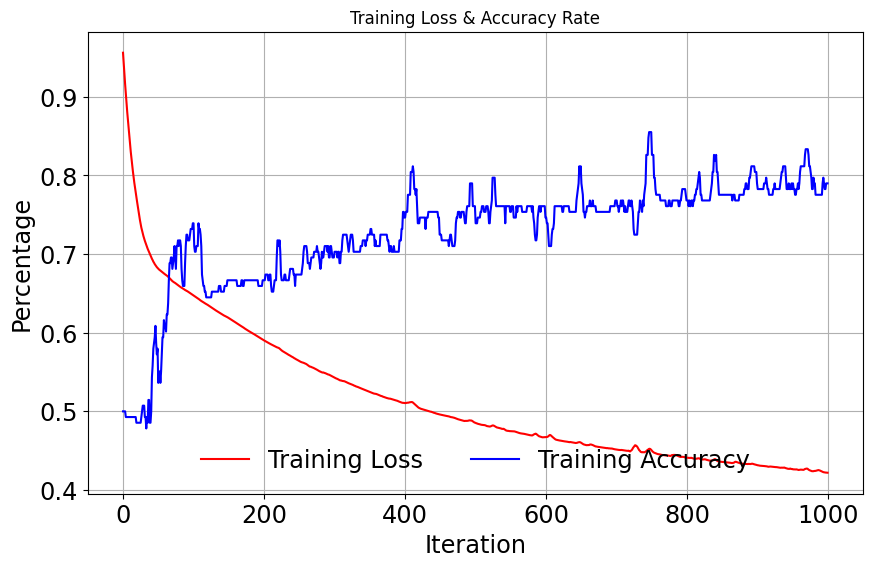 Training Loss & Accuracy Rate
Percentage
0.9
0.8
0.7
0.6
0.5
0.4
Training Loss
Training Accuracy
0 200 400 600 800 1000
Iteration